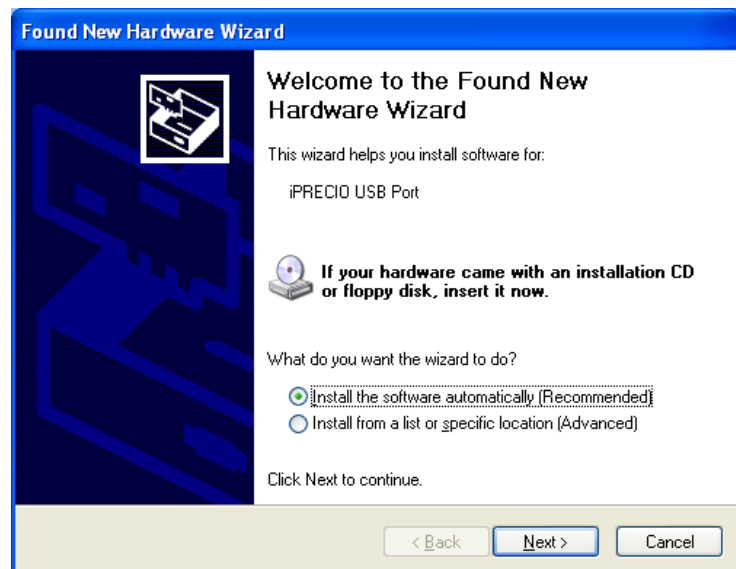 Found New Hardware Wizard
Welcome to the Found New
Hardware Wizard
This wizard helps you install software for:
iPRECIO USB Port
If your hardware came with an installation CD
or floppy disk, insert it now.
What do you want the wizard to do?
Install the software automatically (Recommended)
Install from a list or specific location (Advanced)
Click Next to continue.
< Back Next > Cancel